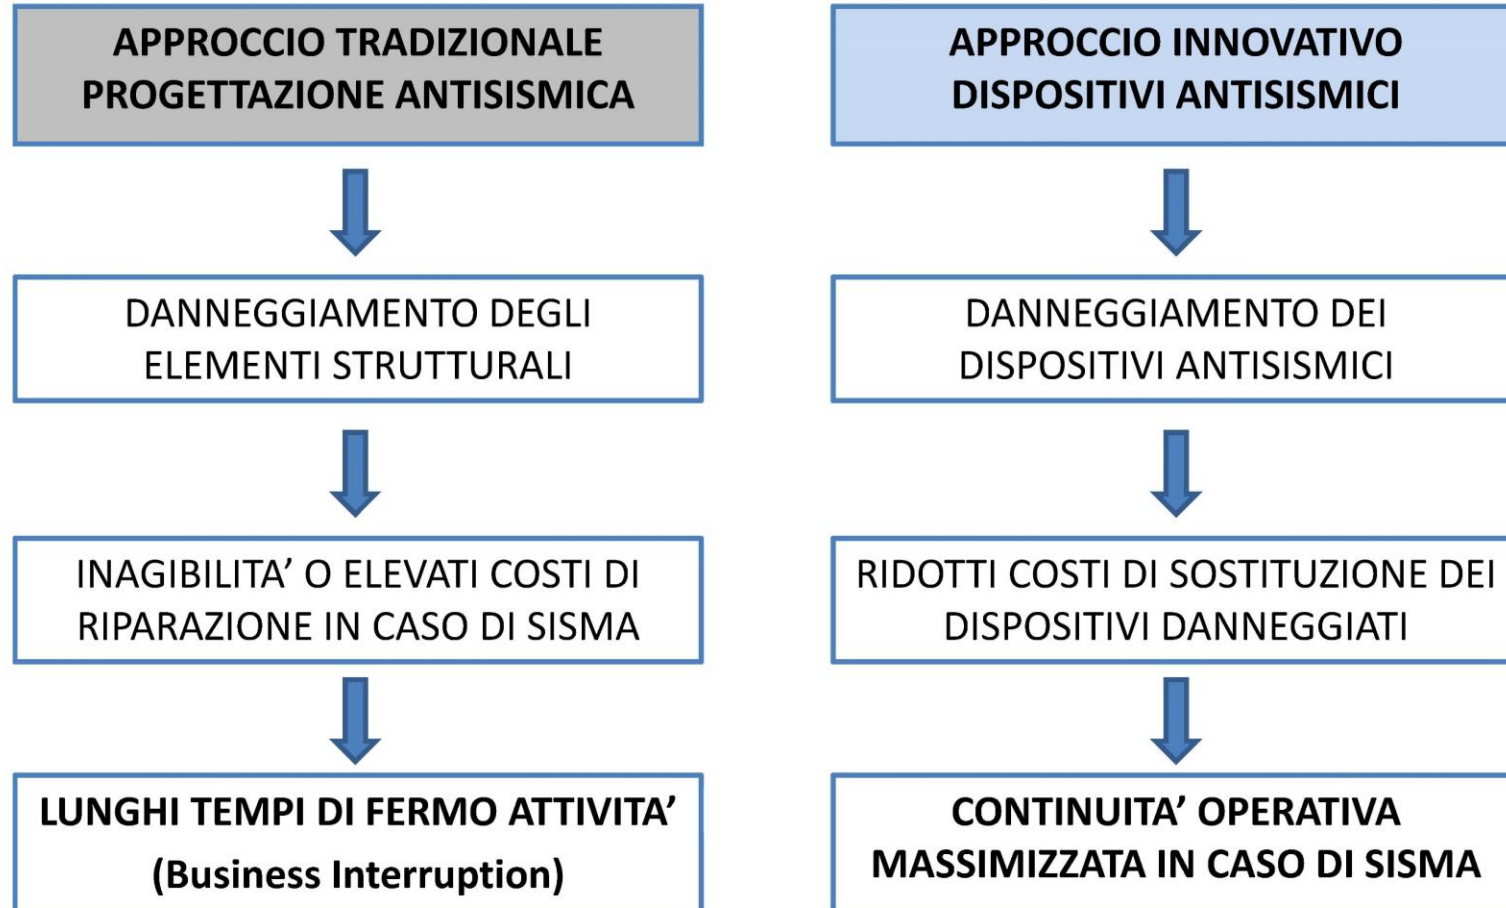 APPROCCIO TRADIZIONALE
PROGETTAZIONE ANTISISMICA
DANNEGGIAMENTO DEGLI
ELEMENTI STRUTTURALI
INAGIBILITA’ O ELEVATI COSTI DI
RIPARAZIONE IN CASO DI SISMA
LUNGHI TEMPI DI FERMO ATTIVITA’
(Business Interruption)
APPROCCIO INNOVATIVO
DISPOSITIVI ANTISISMICI
DANNEGGIAMENTO DEI
DISPOSITIVI ANTISISMICI
RIDOTTI COSTI DI SOSTITUZIONE DEI
DISPOSITIVI DANNEGGIATI
CONTINUITA’ OPERATIVA
MASSIMIZZATA IN CASO DI SISMA